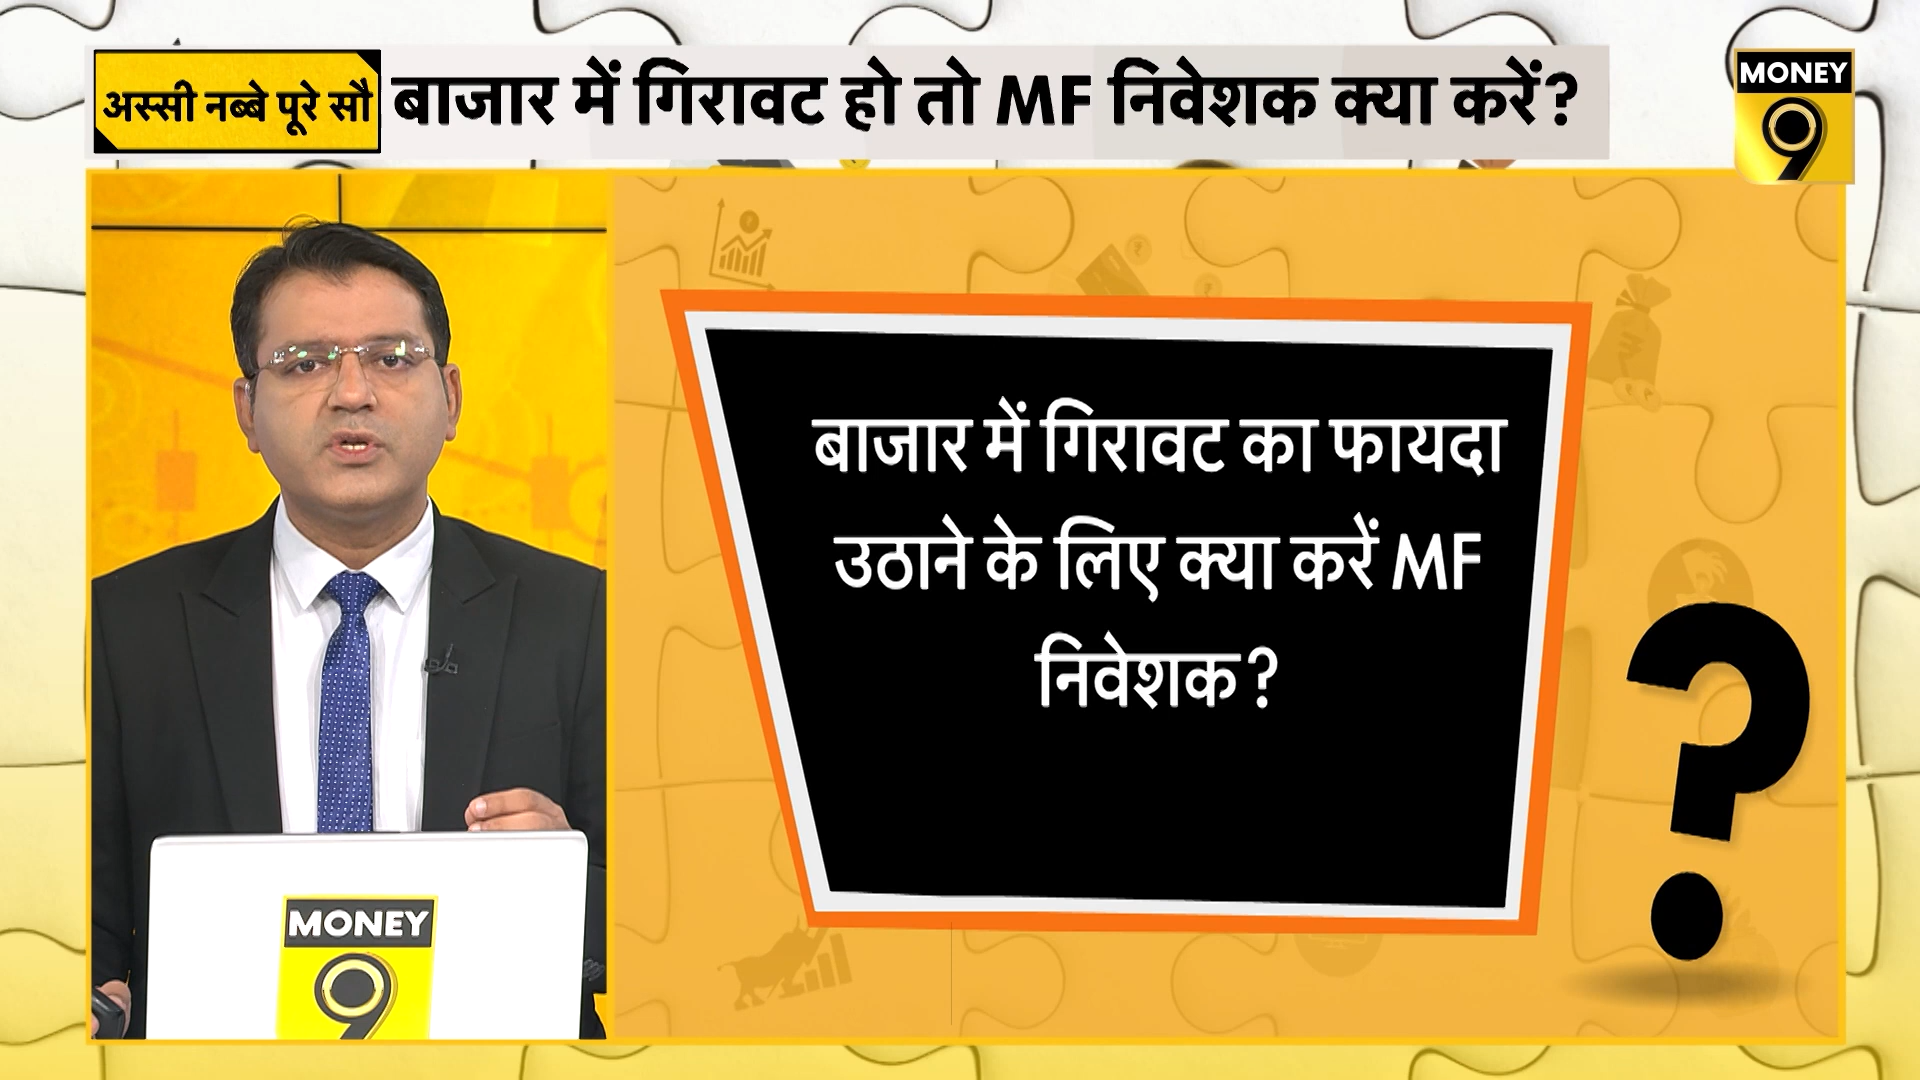 अस्सी नब्बे पूरे सौ
बाजार में गिरावट हो तो MF निवेशक क्या करें?
MONEY
9
बाजार में गिरावट का फायदा
उठाने के लिए क्या करें MF
निवेशक?
MONEY
9